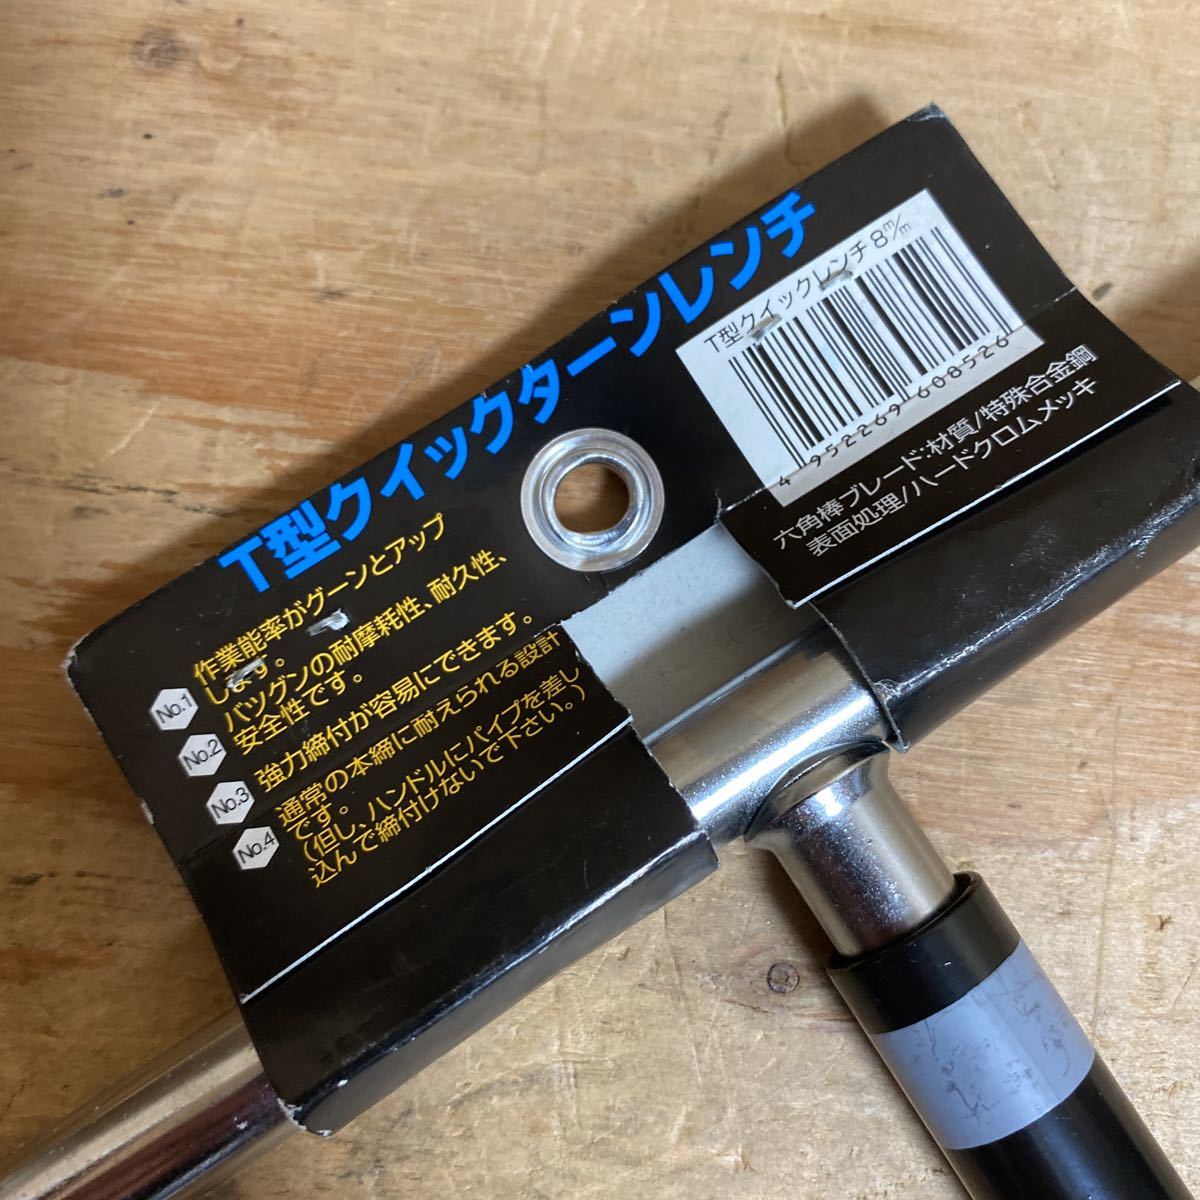 T型クイックターンレンチ
T型クイックレンチ 8m/m
4 952269 608526
六角棒ブレード:材質/特殊合金鋼
表面処理/ハードクロムメッキ
No.1 作業能率がグーンとアップ
します。
No.2 バツグンの耐摩耗性、耐久性、
安全性です。
No.3 強力締付が容易にできます。
No.4 通常の本締に耐えられる設計
です。
(但し、ハンドルにパイプを差し
込んで締付けないで下さい。)